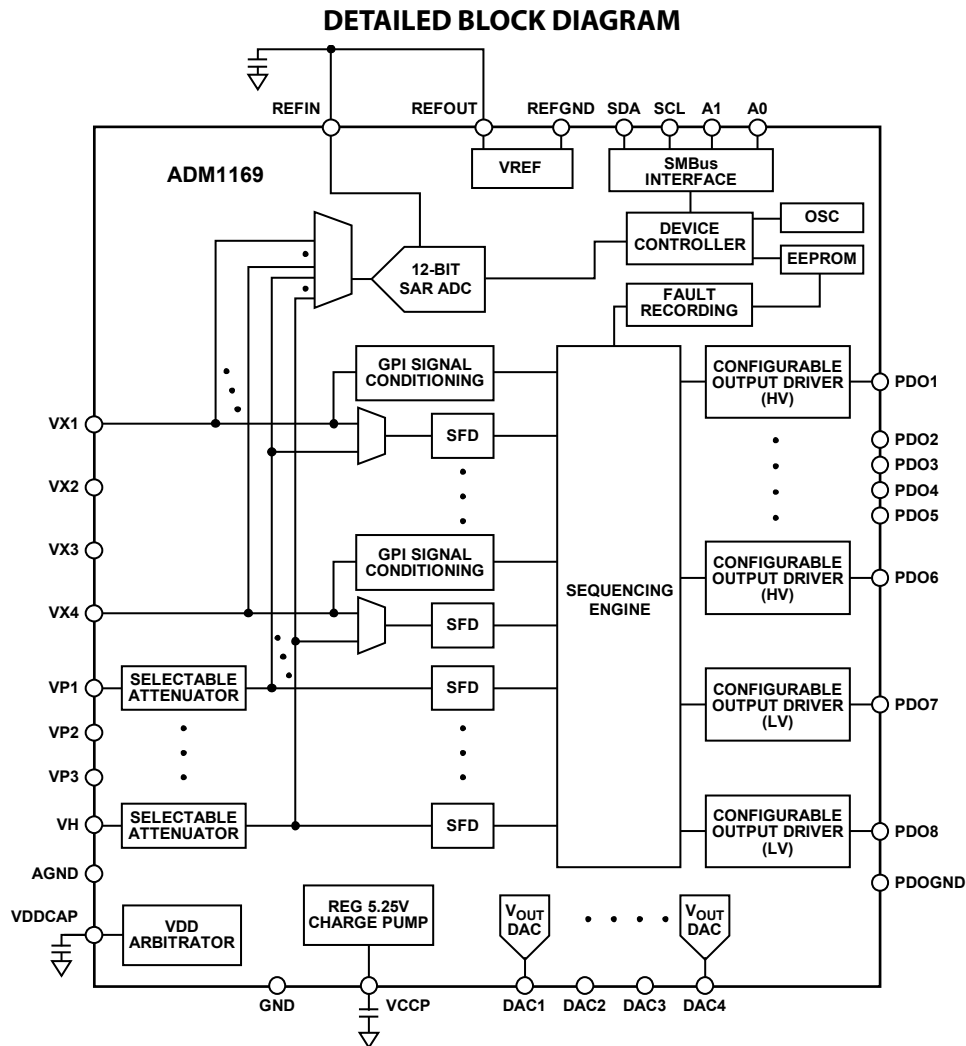 DETAILED BLOCK DIAGRAM
REFIN
REFOUT
REFGND
SDA
SCL
A1
A0
ADM1169
VREF
SMBus
INTERFACE
DEVICE
CONTROLLER
OSC
EEPROM
12-BIT
SAR ADC
FAULT
RECORDING
GPI SIGNAL
CONDITIONING
CONFIGURABLE
OUTPUT DRIVER
(HV)
PDO1
VX1
SFD
PDO2
PDO3
PDO4
PDO5
VX2
VX3
GPI SIGNAL
CONDITIONING
SEQUENCING
ENGINE
CONFIGURABLE
OUTPUT DRIVER
(HV)
PDO6
VX4
SFD
VP1
SELECTABLE
ATTENUATOR
SFD
CONFIGURABLE
OUTPUT DRIVER
(LV)
PDO7
VP2
VP3
VH
SELECTABLE
ATTENUATOR
SFD
CONFIGURABLE
OUTPUT DRIVER
(LV)
PDO8
AGND
PDOGND
VDDCAP
VDD
ARBITRATOR
REG 5.25V
CHARGE PUMP
VOUT
DAC
VOUT
DAC
GND
VCCP
DAC1
DAC2
DAC3
DAC4